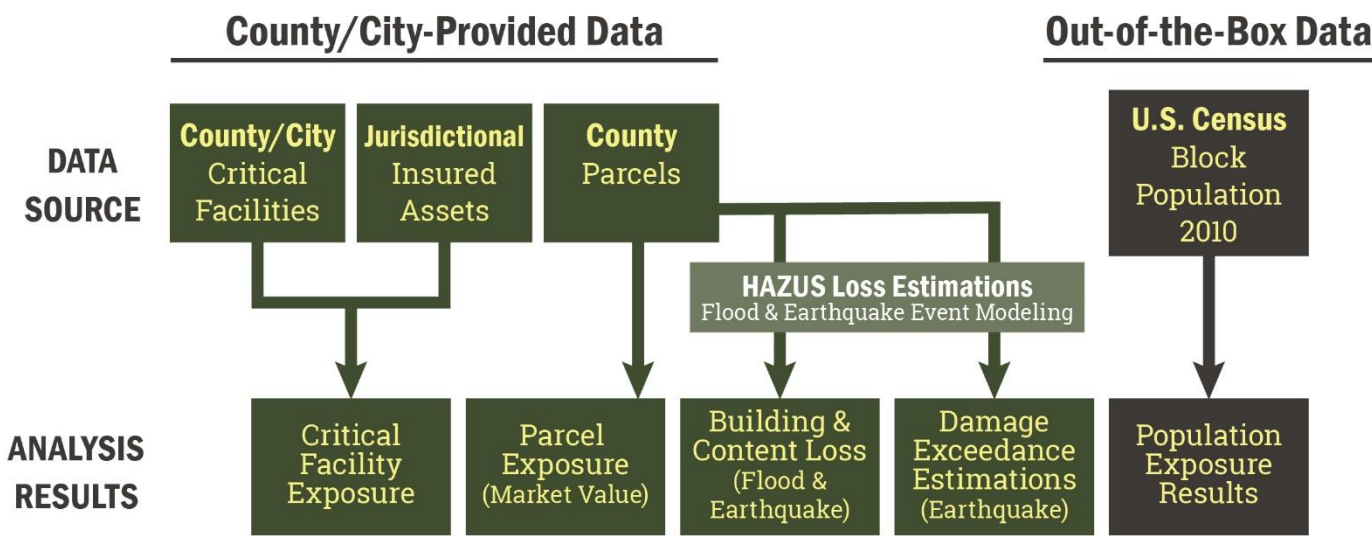 County/City-Provided Data
Out-of-the-Box Data
DATA
SOURCE
County/City
Critical
Facilities
Jurisdictional
Insured
Assets
County
Parcels
U.S. Census
Block
Population
2010
HAZUS Loss Estimations
Flood & Earthquake Event Modeling
ANALYSIS
RESULTS
Critical
Facility
Exposure
Parcel
Exposure
(Market Value)
Building &
Content Loss
(Flood &
Earthquake)
Damage
Exceedance
Estimations
(Earthquake)
Population
Exposure
Results